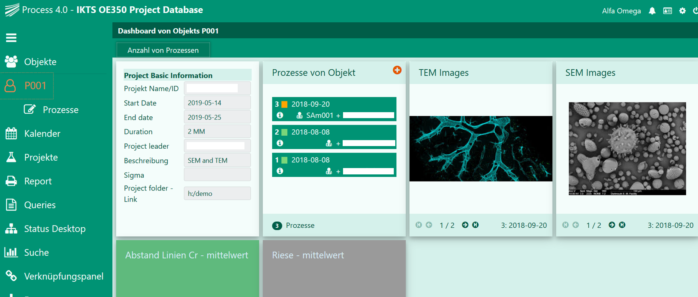 Process 4.0 - IKTS OE350 Project Database
Alfa Omega
Dashboard von Objekts P001
Anzahl von Prozessen
Objekte
P001
Prozesse
Kalender
Projekte
Report
Queries
Status Desktop
Suche
Verknüpfungspanel
Project Basic Information
Projekt Name/ID
Start Date 2019-05-14
End date 2019-05-25
Duration 2 MM
Project leader
Beschreibung SEM and TEM
Sigma
Project folder - Link h:/demo
Prozesse von Objekt
3 2018-09-20
SAm001 +
2 2018-08-08
+
1 2018-08-08
+
3 Prozesse
TEM Images
1 / 2 3: 2018-09-20
SEM Images
1 / 2 3: 2018-09-20
Abstand Linien Cr - mittelwert
Riese - mittelwert